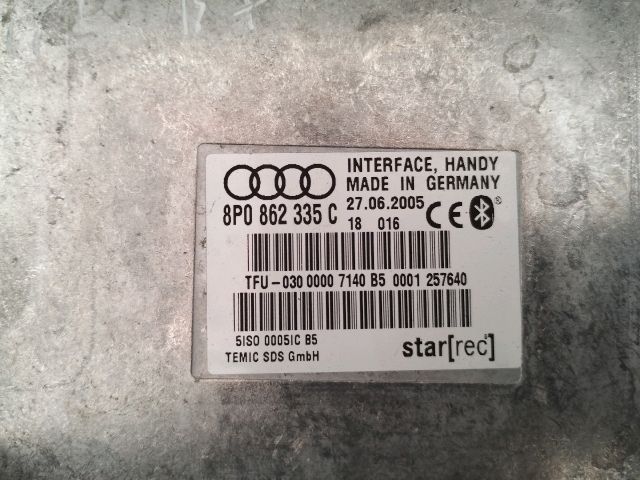 INTERFACE, HANDY
MADE IN GERMANY
8P0 862 335 C 27.06.2005
18 016 CE
TFU-030 0000 7140 B5 0001 257640
5ISO 0005IC B5
TEMIC SDS GmbH
star[rec]